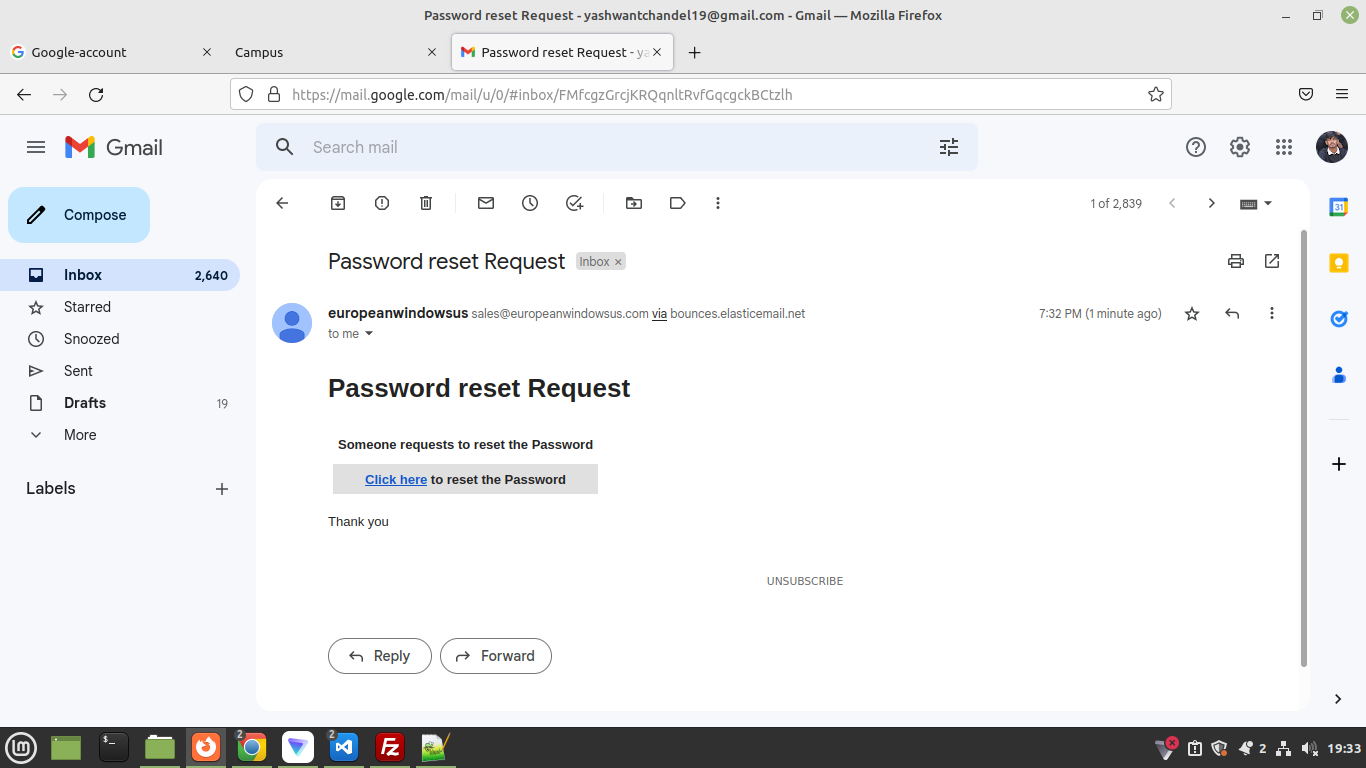 Password reset Request - yashwantchandel19@gmail.com - Gmail — Mozilla Firefox
Google-account
Campus
Password reset Request - ya
https://mail.google.com/mail/u/0/#inbox/FMfcgzGrcjKRQqnltRvfGqcgckBCtzlh
Gmail
Search mail
Compose
1 of 2,839
31
Inbox 2,640
Starred
Snoozed
Sent
Drafts 19
More
Labels
Password reset Request
Inbox ×
europeanwindowsus sales@europeanwindowsus.com via bounces.elasticemail.net
7:32 PM (1 minute ago)
to me
Password reset Request
Someone requests to reset the Password
Click here to reset the Password
Thank you
UNSUBSCRIBE
Reply
Forward
2
2
2
19:33